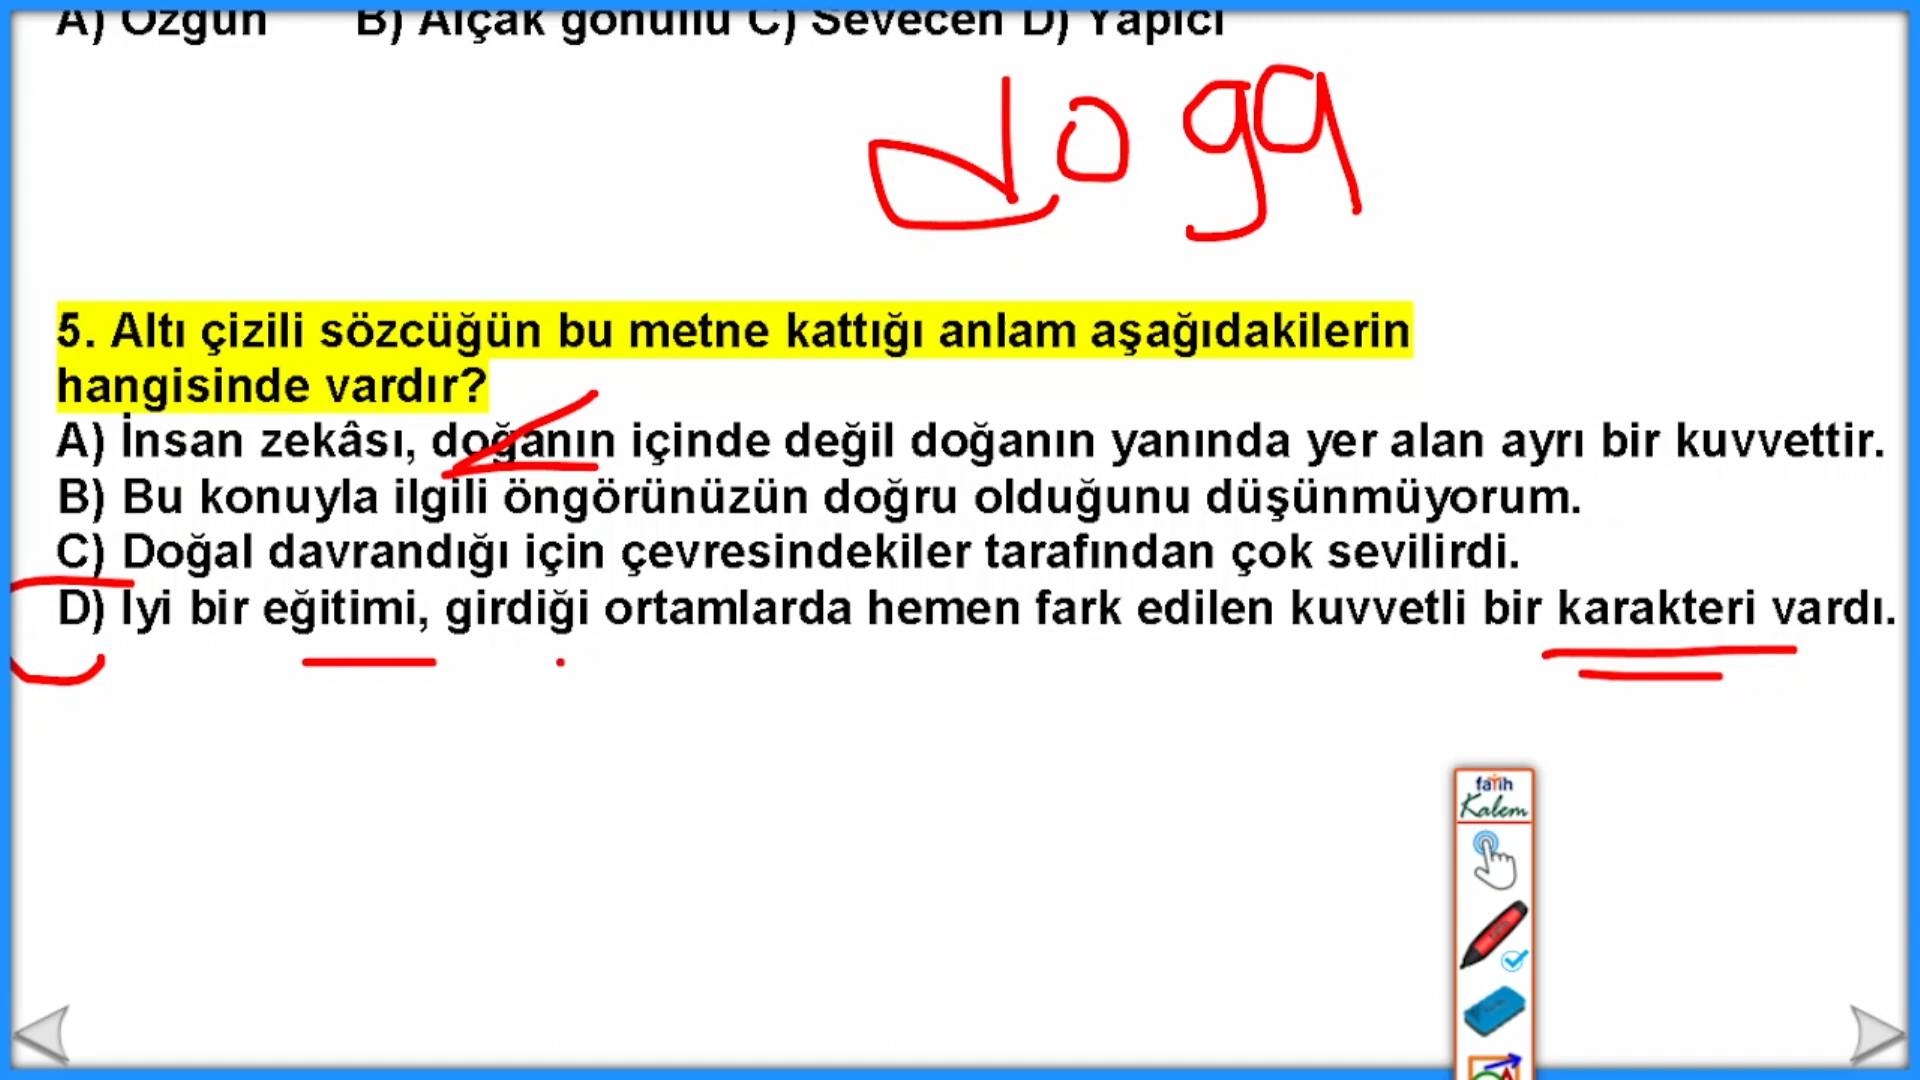 A) Özgün B) Alçak gönüllü C) Sevecen D) Yapıcı
doga
5. Altı çizili sözcüğün bu metne kattığı anlam aşağıdakilerin
hangisinde vardır?
A) İnsan zekâsı, doğanın içinde değil doğanın yanında yer alan ayrı bir kuvvettir.
B) Bu konuyla ilgili öngörünüzün doğru olduğunu düşünmüyorum.
C) Doğal davrandığı için çevresindekiler tarafından çok sevilirdi.
D) İyi bir eğitimi, girdiği ortamlarda hemen fark edilen kuvvetli bir karakteri vardı.
fatih
Kalem